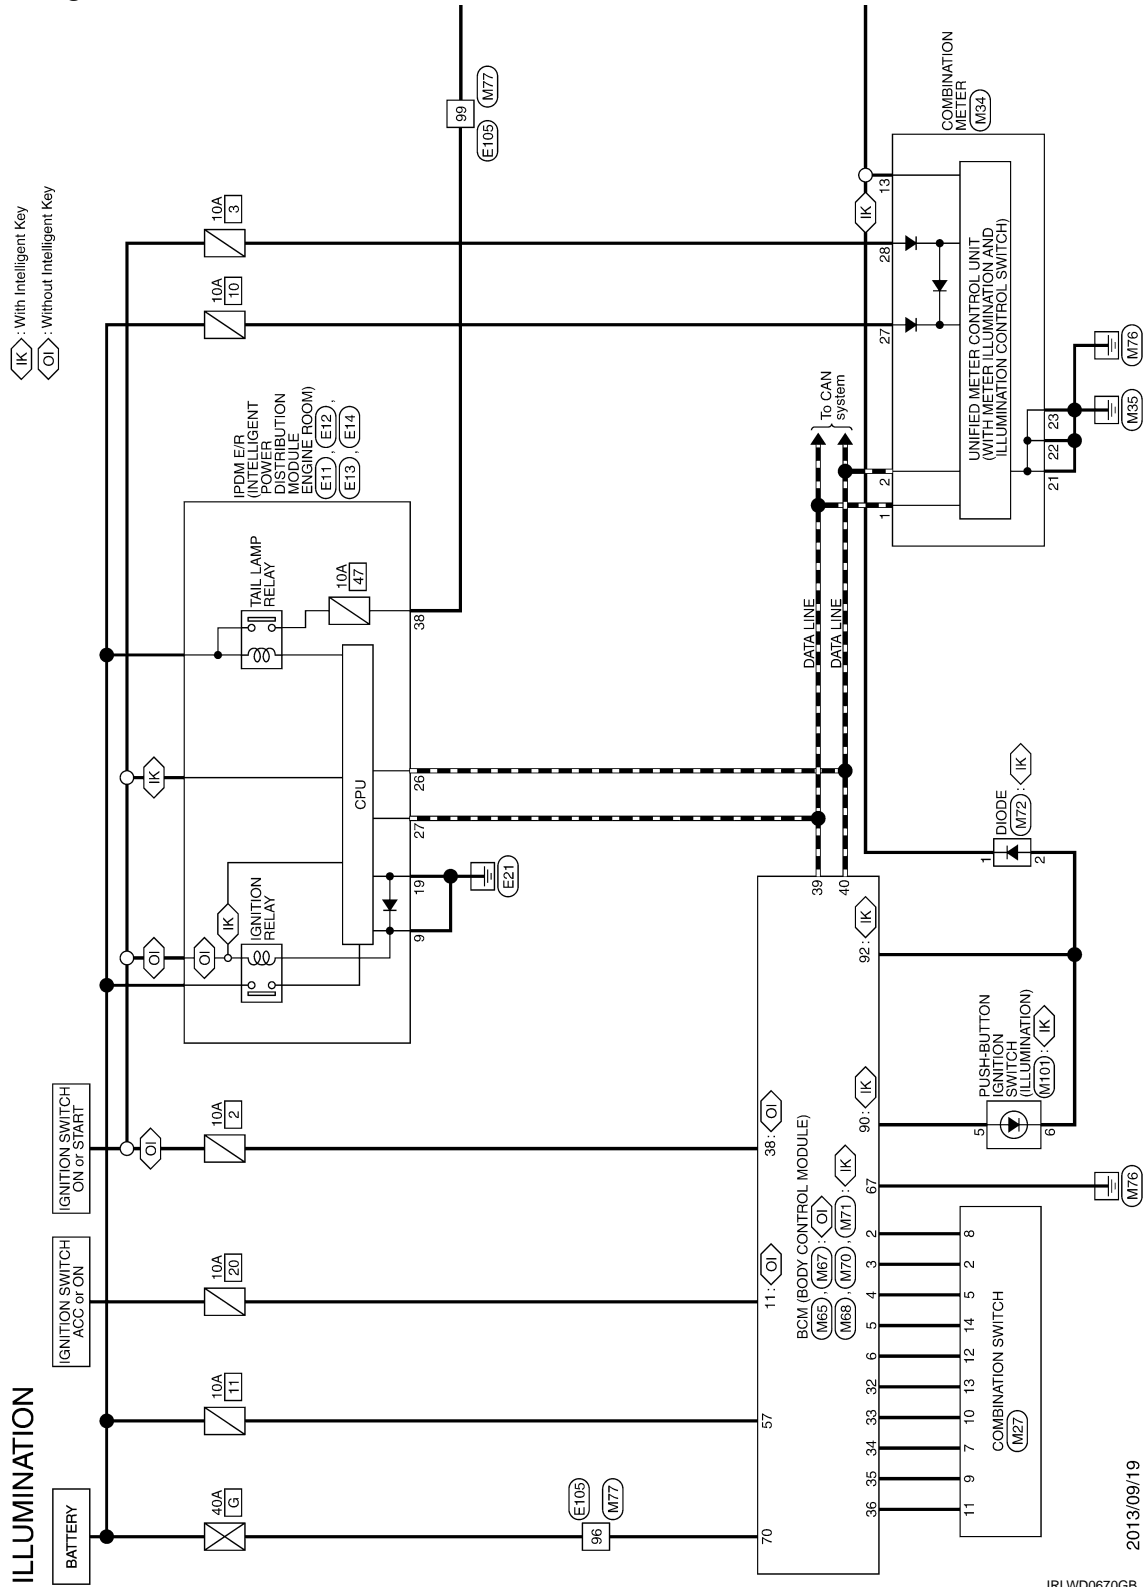 ILLUMINATION
BATTERY
IGNITION SWITCH
ACC or ON
IGNITION SWITCH
ON or START
IK : With Intelligent Key
OI : Without Intelligent Key
40A
G
10A
11
10A
20
10A
2
10A
10
10A
3
OI
OI
OI
IK
IK
IGNITION
RELAY
TAIL LAMP
RELAY
10A
47
CPU
IPDM E/R
(INTELLIGENT
POWER
DISTRIBUTION
MODULE
ENGINE ROOM)
E11 , E12 ,
E13 , E14
9
19
27
26
38
E21
99
E105
M77
96
E105
M77
70
57
11 : OI
38 : OI
39
40
BCM (BODY CONTROL MODULE)
M65 , M67 : OI
M68 , M70 , M71 : IK
36
35
34
33
32
6
5
4
3
2
67
90 : IK
92 : IK
11
9
7
10
13
12
14
5
2
8
COMBINATION SWITCH
M27
M76
5
6
PUSH-BUTTON
IGNITION
SWITCH
(ILLUMINATION)
M101 : IK
1
2
DIODE
M72 : IK
DATA LINE
DATA LINE
To CAN
system
1
2
27
28
13
IK
UNIFIED METER CONTROL UNIT
(WITH METER ILLUMINATION AND
ILLUMINATION CONTROL SWITCH)
COMBINATION
METER
M34
21
22
23
M35
M76
2013/09/19
JRLWD0670GB